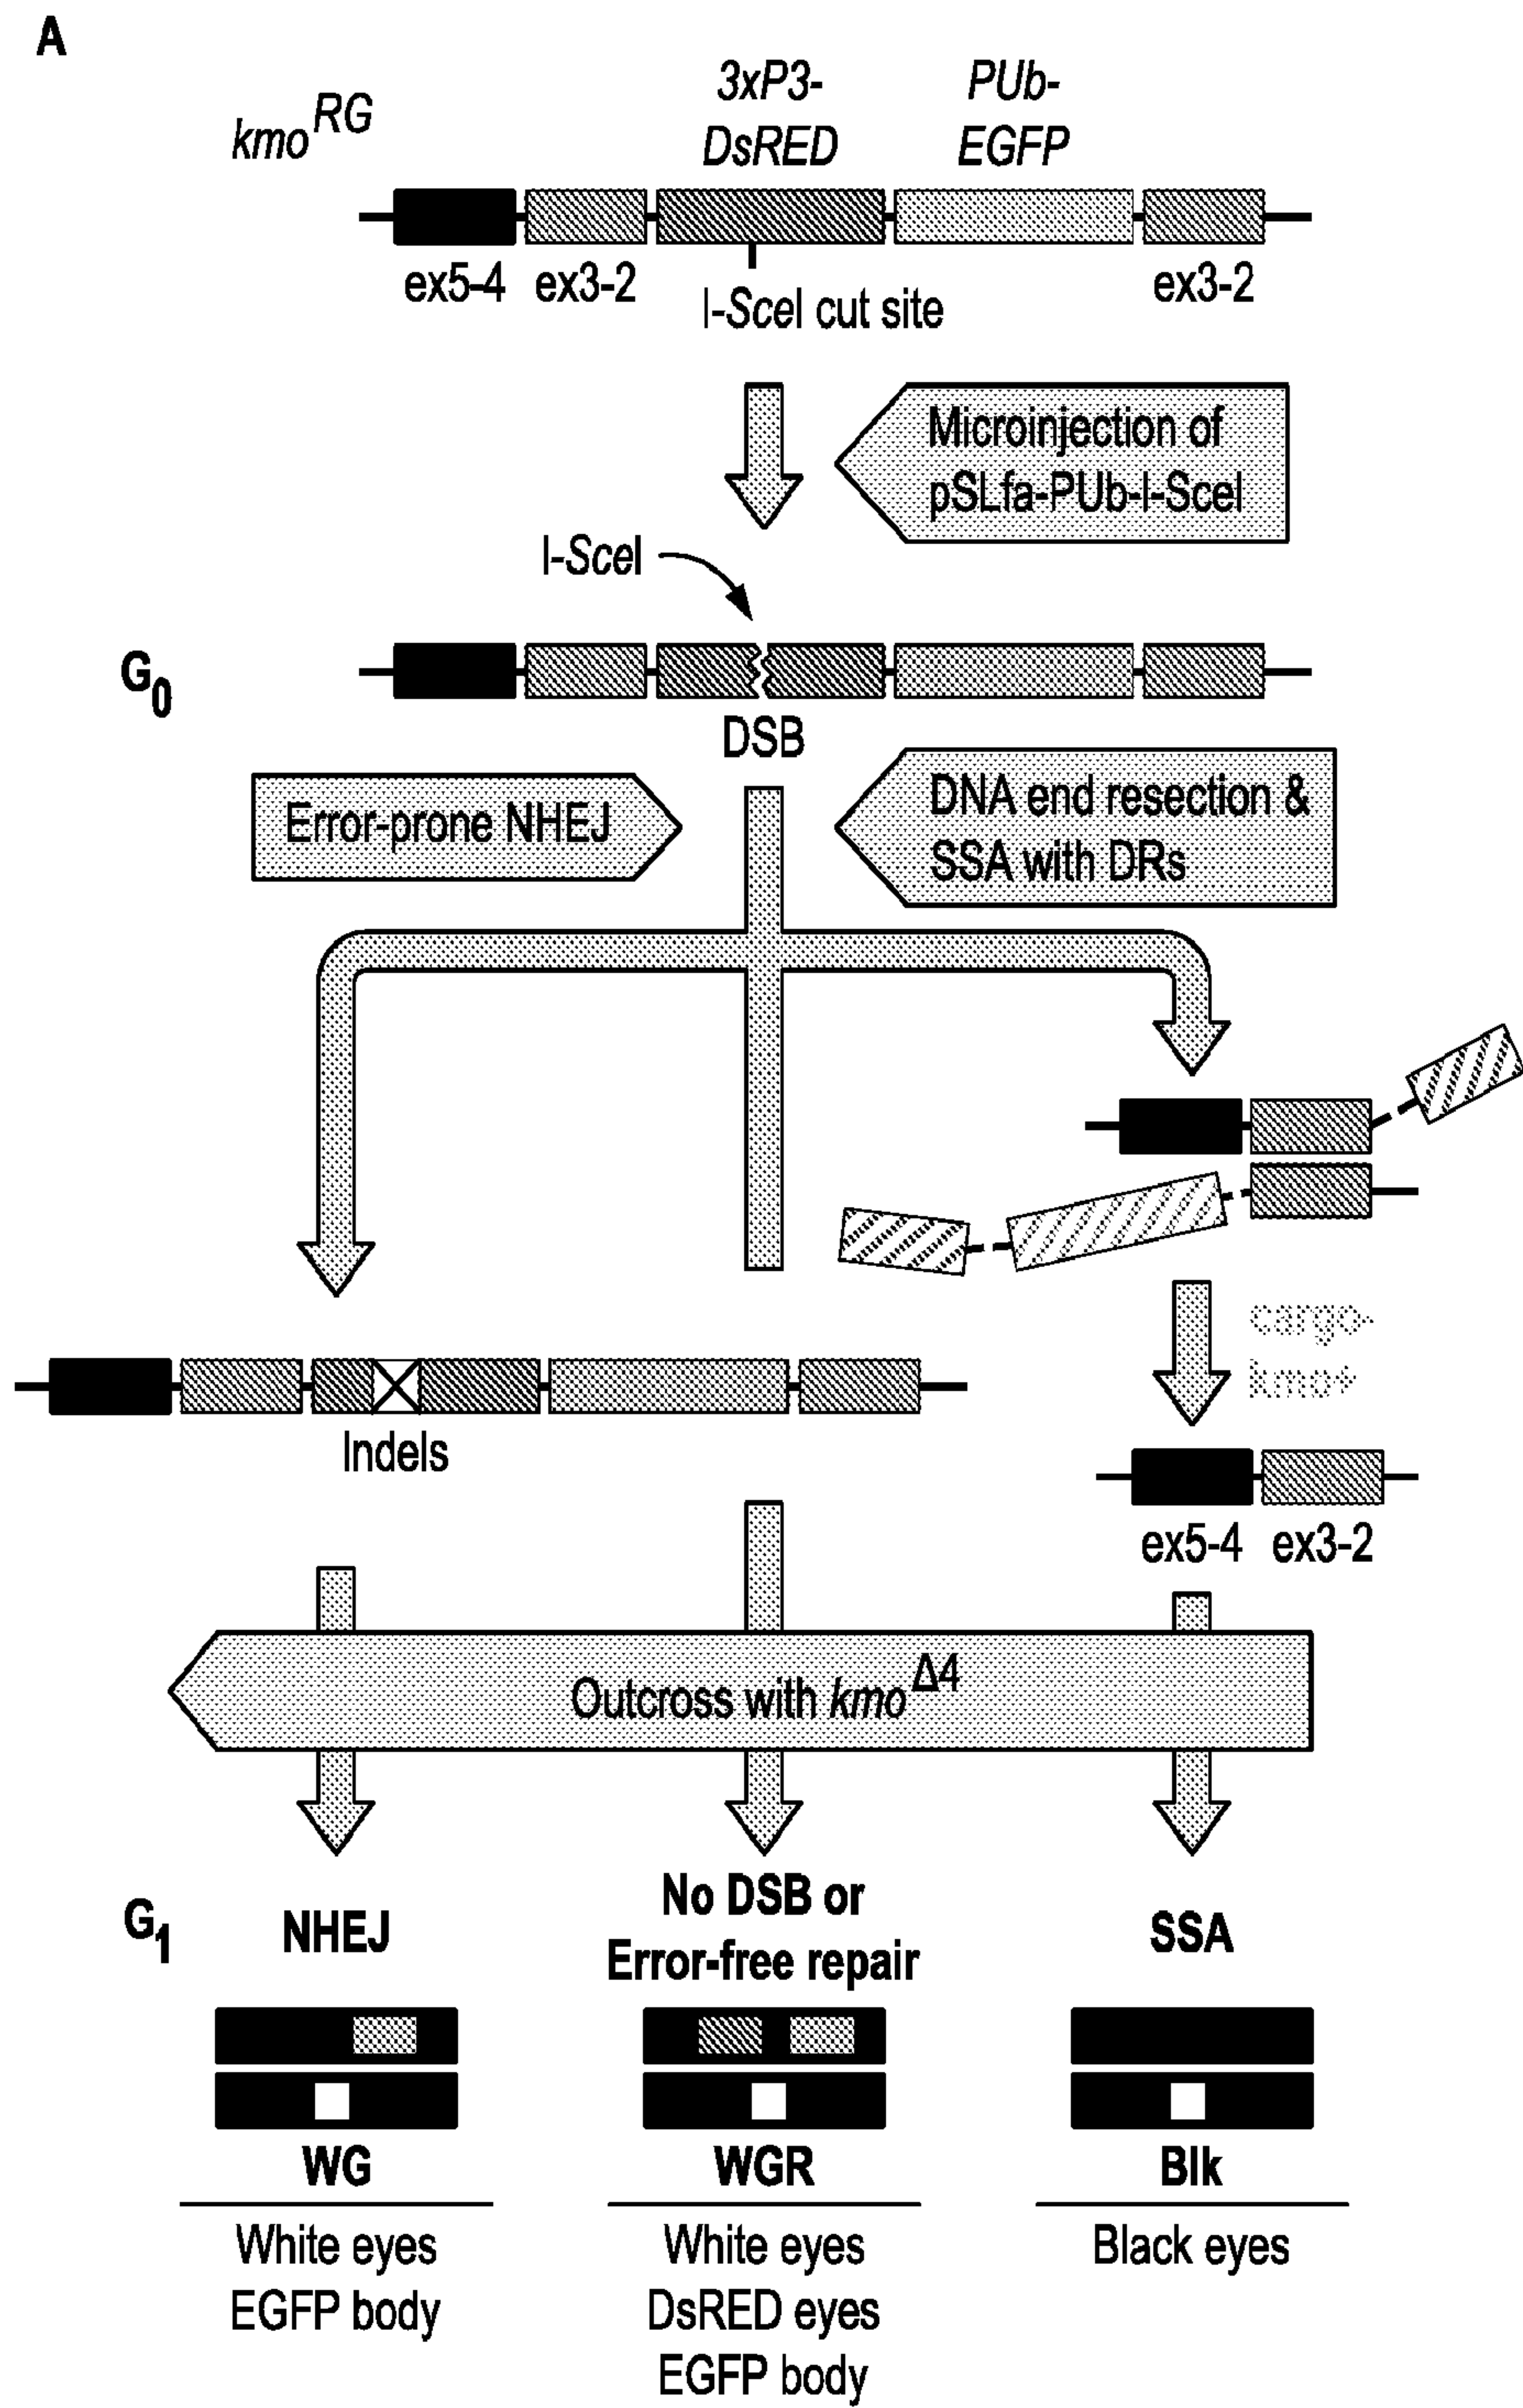 A
kmo^RG
3xP3-
DsRED
PUb-
EGFP
ex5-4
ex3-2
ex3-2
I-SceI cut site
Microinjection of
pSLfa-PUb-I-SceI
I-SceI
G0
DSB
Error-prone NHEJ
DNA end resection &
SSA with DRs
cargo-
kmo+
Indels
ex5-4
ex3-2
Outcross with kmo^Δ4
G1
NHEJ
No DSB or
Error-free repair
SSA
WG
WGR
Blk
White eyes
EGFP body
White eyes
DsRED eyes
EGFP body
Black eyes